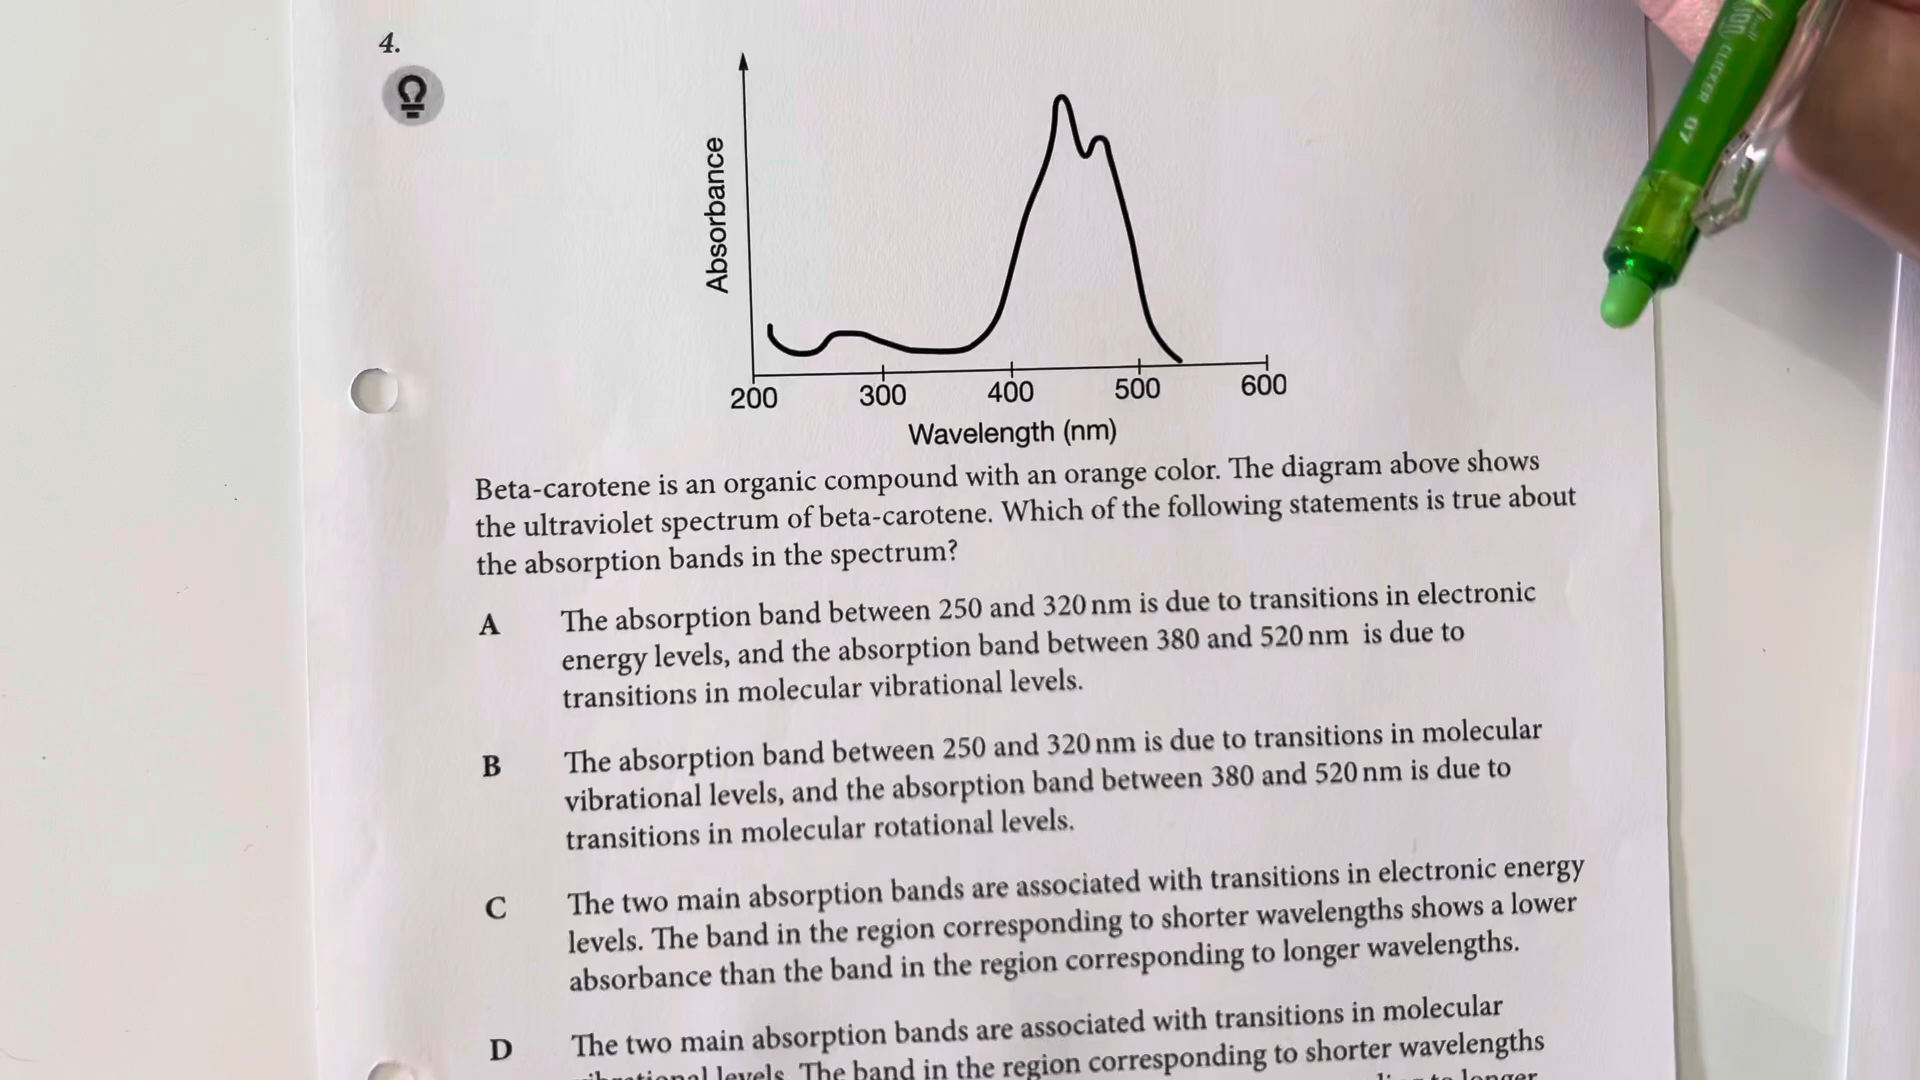 4.
Absorbance
200 300 400 500 600
Wavelength (nm)
Beta-carotene is an organic compound with an orange color. The diagram above shows
the ultraviolet spectrum of beta-carotene. Which of the following statements is true about
the absorption bands in the spectrum?
A The absorption band between 250 and 320 nm is due to transitions in electronic
energy levels, and the absorption band between 380 and 520 nm is due to
transitions in molecular vibrational levels.
B The absorption band between 250 and 320 nm is due to transitions in molecular
vibrational levels, and the absorption band between 380 and 520 nm is due to
transitions in molecular rotational levels.
C The two main absorption bands are associated with transitions in electronic energy
levels. The band in the region corresponding to shorter wavelengths shows a lower
absorbance than the band in the region corresponding to longer wavelengths.
D The two main absorption bands are associated with transitions in molecular
levels. The band in the region corresponding to shorter wavelengths
to longer
CLICKER 07